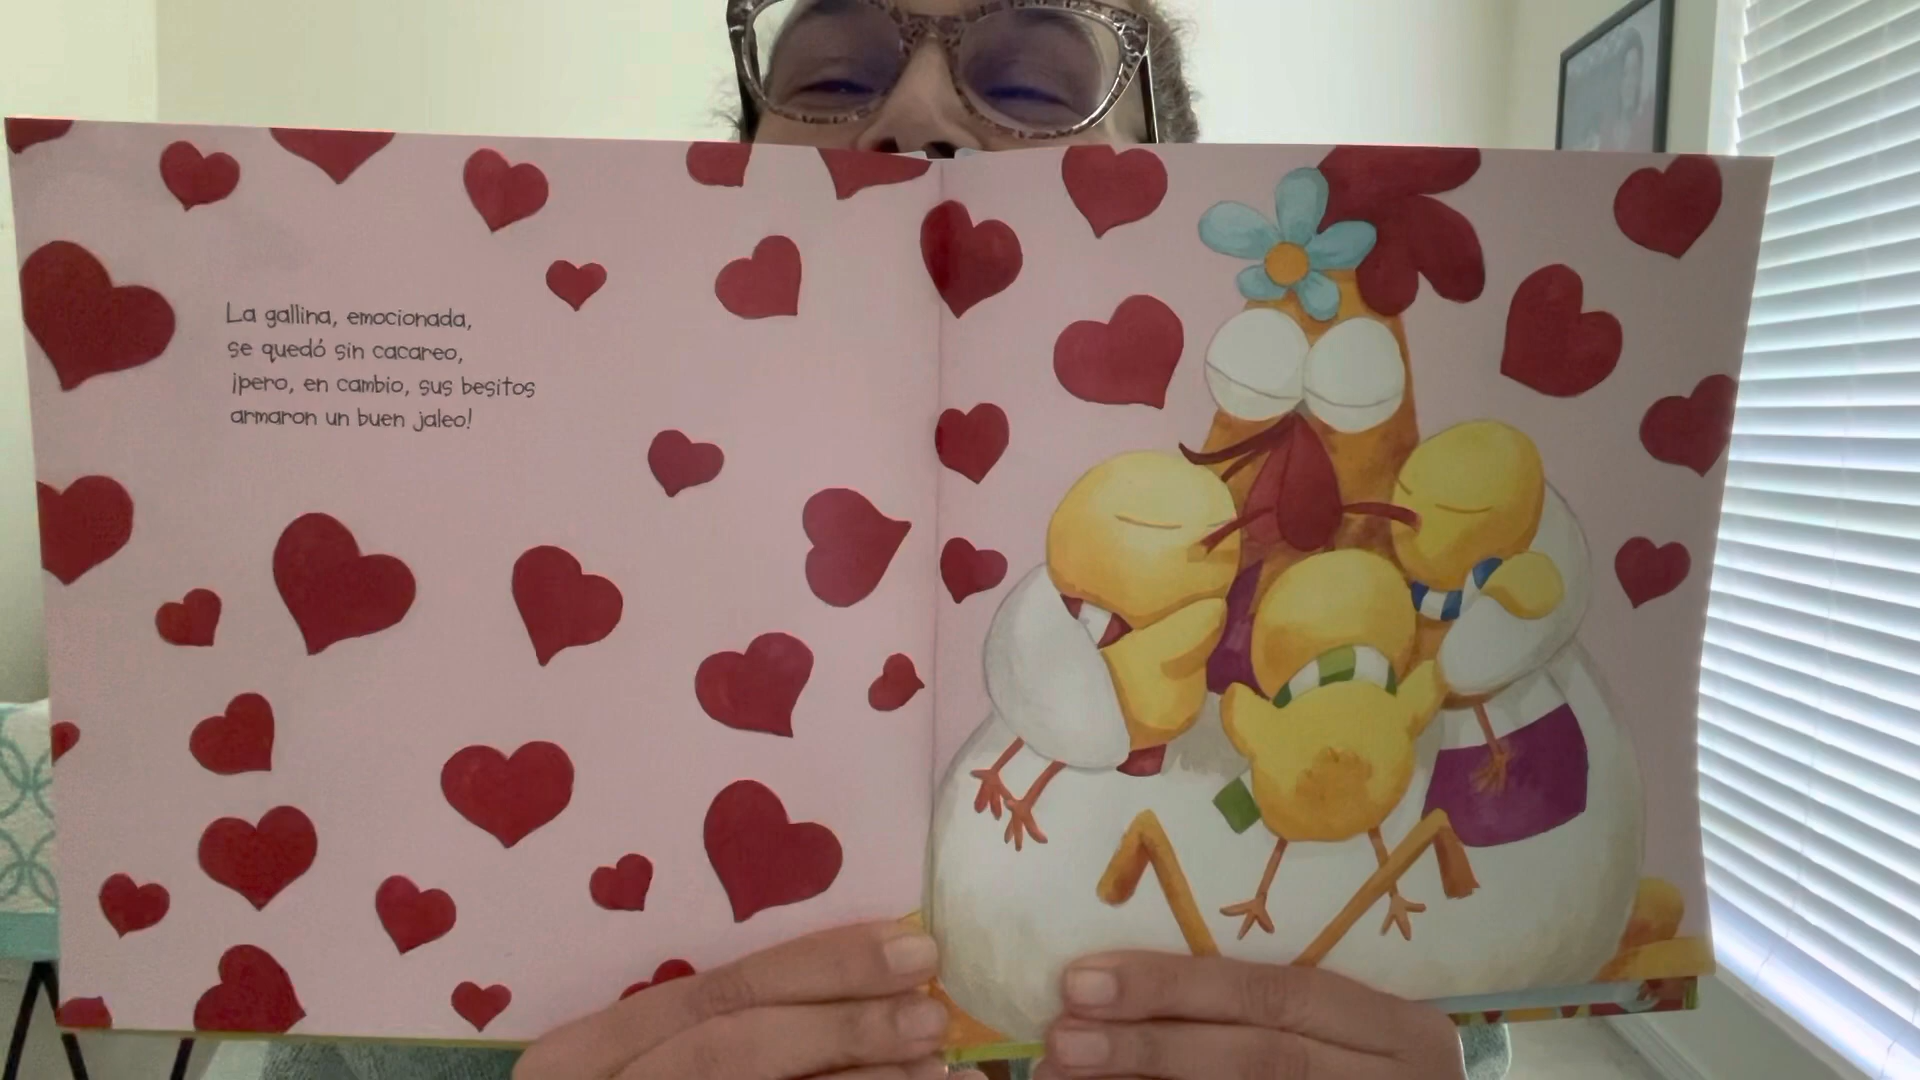 La gallina, emocionada,
se quedó sin cacareo,
¡pero, en cambio, sus besitos
armaron un buen jaleo!